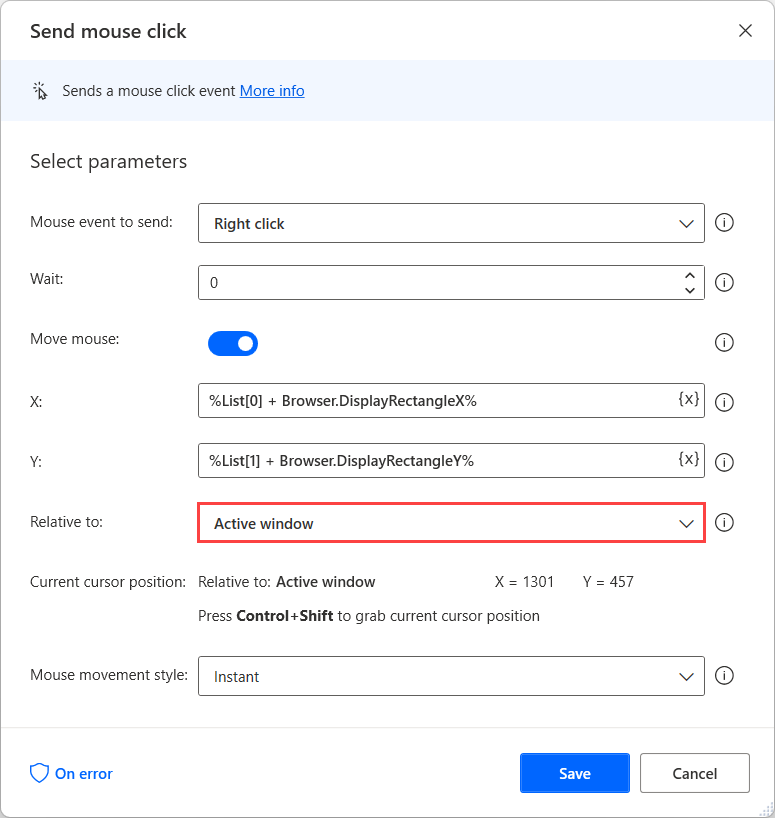 Send mouse click
Sends a mouse click event More info
Select parameters
Mouse event to send: Right click
Wait: 0
Move mouse:
X: %List[0] + Browser.DisplayRectangleX% {x}
Y: %List[1] + Browser.DisplayRectangleY% {x}
Relative to: Active window
Current cursor position: Relative to: Active window X = 1301 Y = 457
Press Control+Shift to grab current cursor position
Mouse movement style: Instant
On error Save Cancel